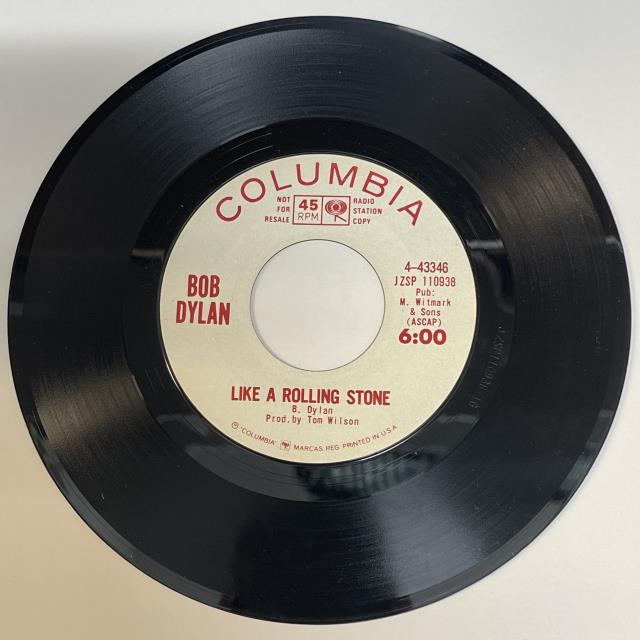 COLUMBIA
NOT FOR RESALE
45 RPM
RADIO STATION COPY
BOB DYLAN
4-43346
JZSP 110938
Pub:
M. Witmark
& Sons
(ASCAP)
6:00
LIKE A ROLLING STONE
B. Dylan
Prod. by Tom Wilson
℗ "COLUMBIA" MARCAS REG. PRINTED IN U.S.A.